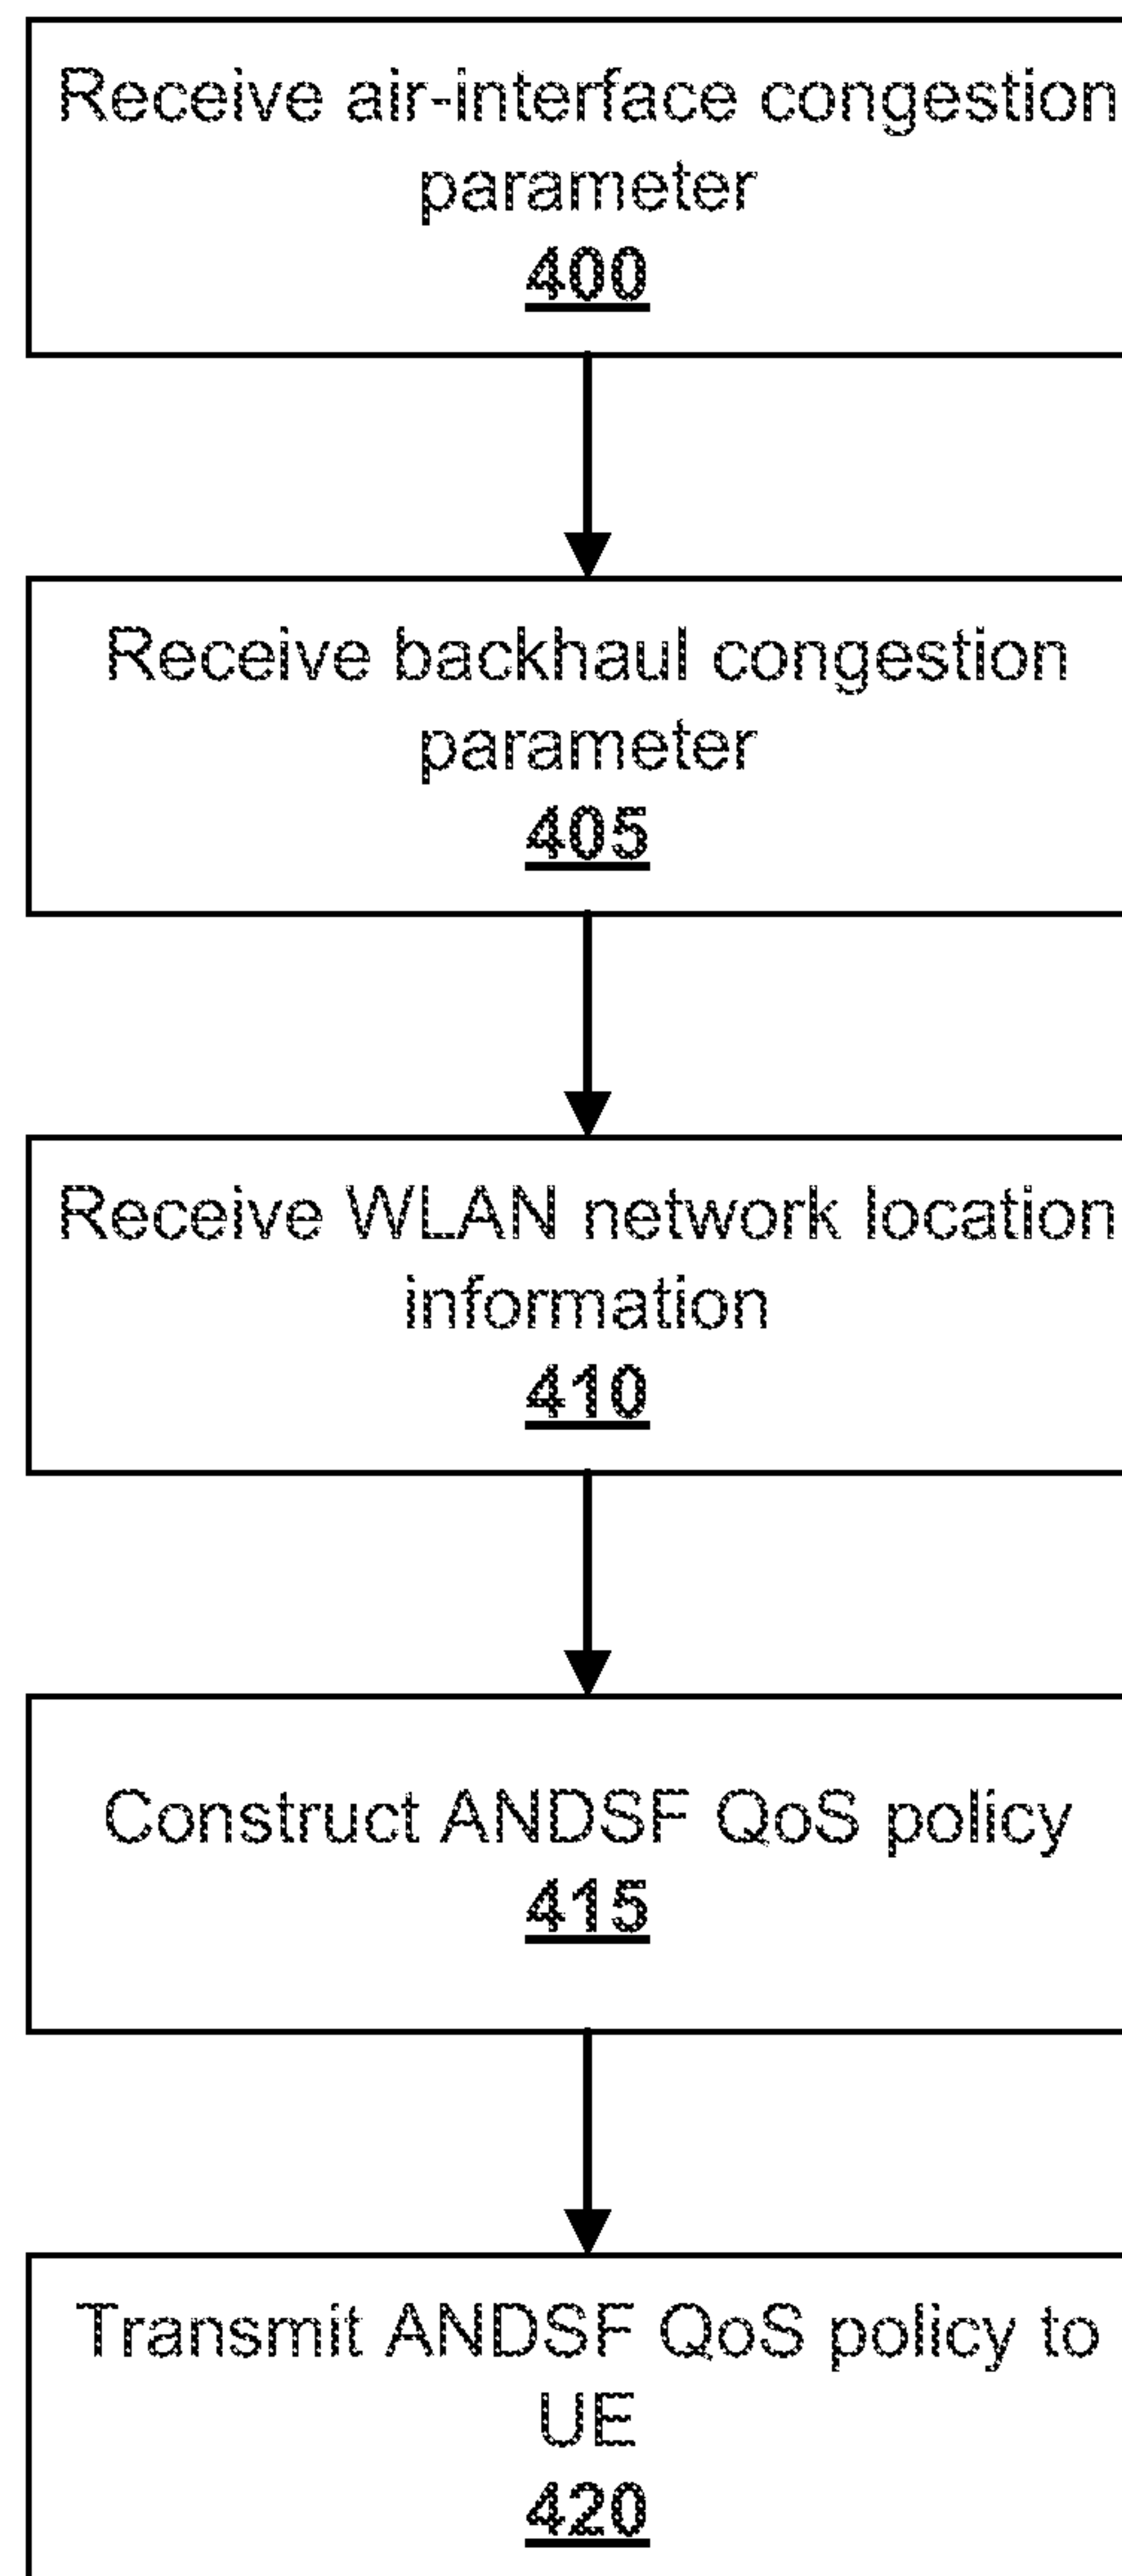 Receive air-interface congestion
parameter
400
Receive backhaul congestion
parameter
405
Receive WLAN network location
information
410
Construct ANDSF QoS policy
415
Transmit ANDSF QoS policy to
UE
420